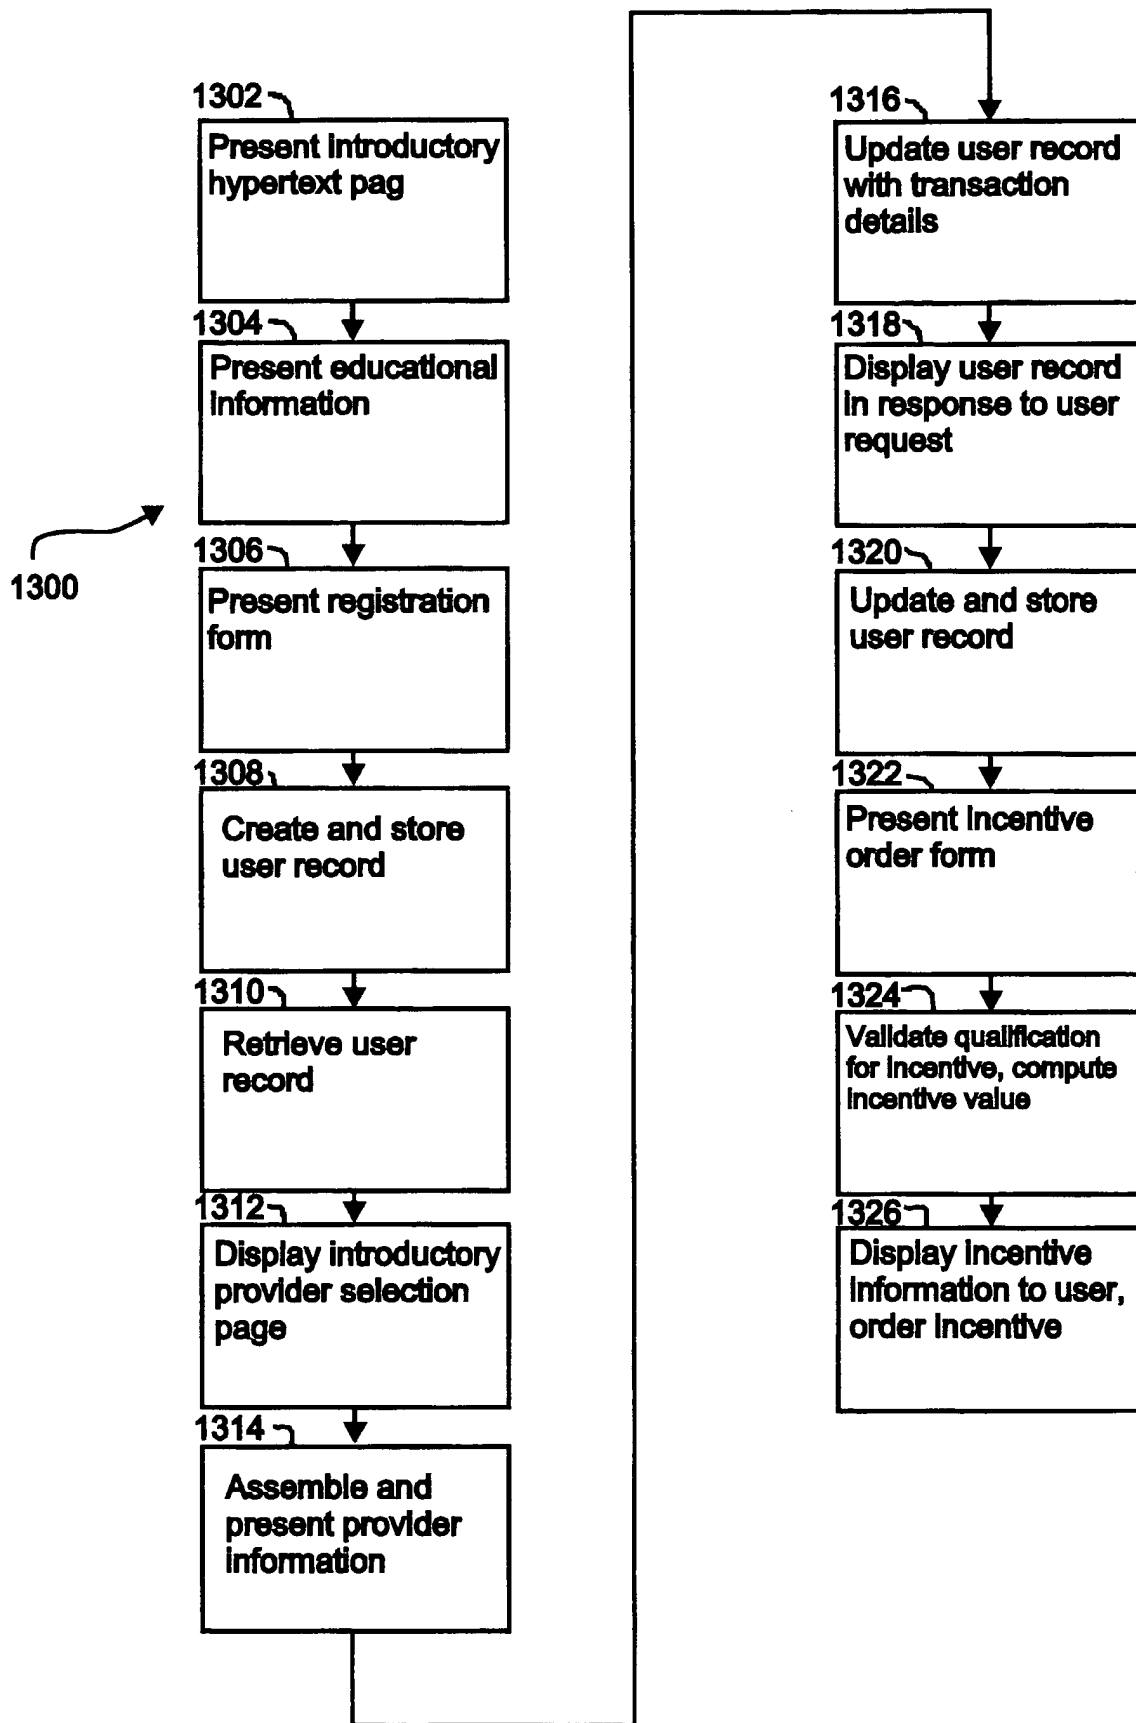 1302
Present introductory
hypertext pag
1304
Present educational
information
1300
1306
Present registration
form
1308
Create and store
user record
1310
Retrieve user
record
1312
Display introductory
provider selection
page
1314
Assemble and
present provider
information
1316
Update user record
with transaction
details
1318
Display user record
in response to user
request
1320
Update and store
user record
1322
Present incentive
order form
1324
Validate qualification
for incentive, compute
incentive value
1326
Display incentive
information to user,
order incentive